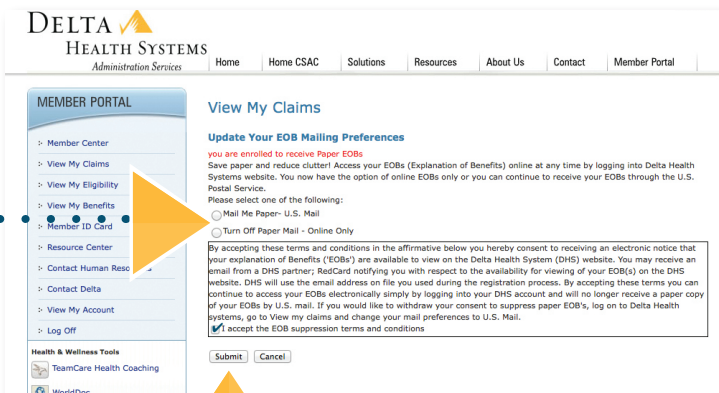 DELTA
HEALTH SYSTEMS
Administration Services
Home
Home CSAC
Solutions
Resources
About Us
Contact
Member Portal
MEMBER PORTAL
Member Center
View My Claims
View My Eligibility
View My Benefits
Member ID Card
Resource Center
Contact Human
Contact Delta
View My Account
Log Off
Health & Wellness Tools
TeamCare Health Coaching
WorldDoc
View My Claims
Update Your EOB Mailing Preferences
you are enrolled to receive Paper EOBs
Save paper and reduce clutter! Access your EOBs (Explanation of Benefits) online at any time by logging into Delta Health
Systems website. You now have the option of online EOBs only or you can continue to receive your EOBs through the U.S.
Postal Service.
Please select one of the following:
Mail Me Paper- U.S. Mail
Turn Off Paper Mail - Online Only
By accepting these terms and conditions in the affirmative below you hereby consent to receiving an electronic notice that
your explanation of Benefits ('EOBs') are available to view on the Delta Health System (DHS) website. You may receive an
email from a DHS partner; RedCard notifying you with respect to the availability for viewing of your EOB(s) on the DHS
website. DHS will use the email address on file you used during the registration process. By accepting these terms you can
continue to access your EOBs electronically simply by logging into your DHS account and will no longer receive a paper copy
of your EOBs by U.S. mail. If you would like to withdraw your consent to suppress paper EOB's, log on to Delta Health
systems, go to View my claims and change your mail preferences to U.S. Mail.
I accept the EOB suppression terms and conditions
Submit
Cancel